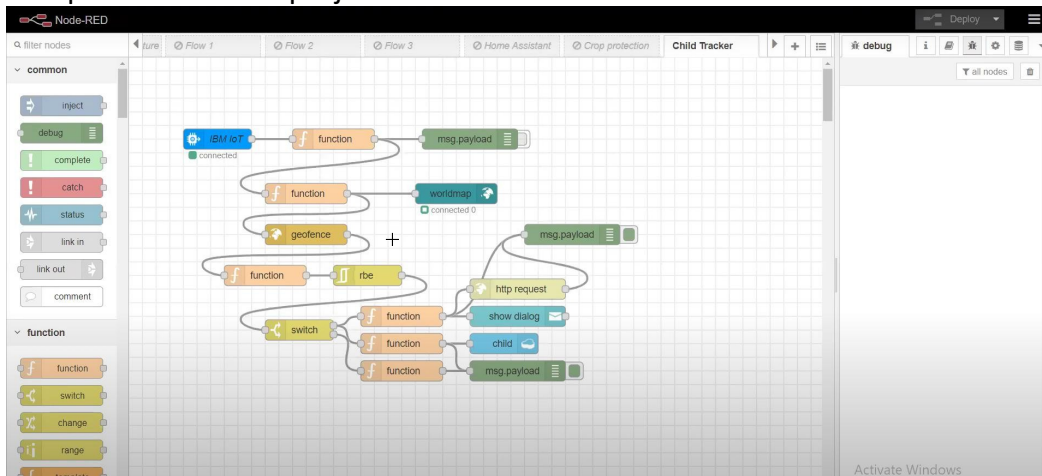 Node-RED
Deploy
filter nodes
ture
Flow 1
Flow 2
Flow 3
Home Assistant
Crop protection
Child Tracker
debug
i
all nodes
common
inject
debug
complete
catch
status
link in
link out
comment
function
function
switch
change
range
template
IBM IoT
connected
function
msg.payload
function
worldmap
connected 0
geofence
msg.payload
function
rbe
http request
function
show dialog
switch
function
child
function
msg.payload
Activate Windows